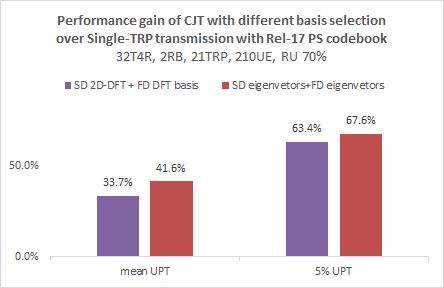 Performance gain of CJT with different basis selection
over Single-TRP transmission with Rel-17 PS codebook
32T4R, 2RB, 21TRP, 210UE, RU 70%
SD 2D-DFT + FD DFT basis
SD eigenvetors+FD eigenvetors
67.6%
63.4%
50.0%
41.6%
33.7%
0.0%
mean UPT
5% UPT